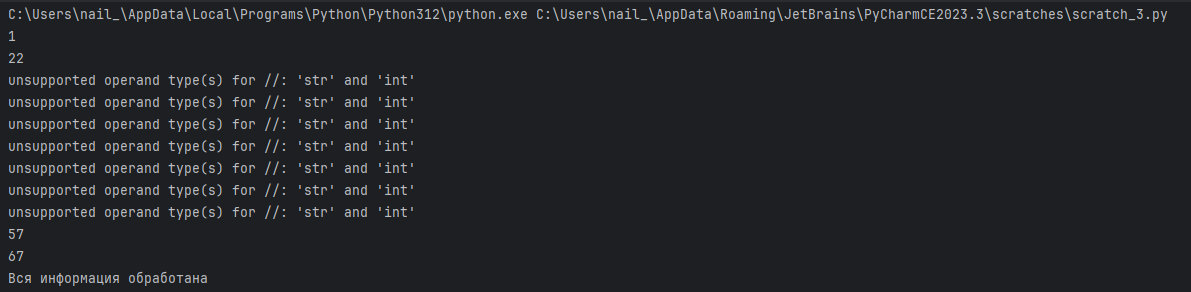 C:\Users\nail_\AppData\Local\Programs\Python\Python312\python.exe C:\Users\nail_\AppData\Roaming\JetBrains\PyCharmCE2023.3\scratches\scratch_3.py
1
22
unsupported operand type(s) for //: 'str' and 'int'
unsupported operand type(s) for //: 'str' and 'int'
unsupported operand type(s) for //: 'str' and 'int'
unsupported operand type(s) for //: 'str' and 'int'
unsupported operand type(s) for //: 'str' and 'int'
unsupported operand type(s) for //: 'str' and 'int'
unsupported operand type(s) for //: 'str' and 'int'
57
67
Вся информация обработана